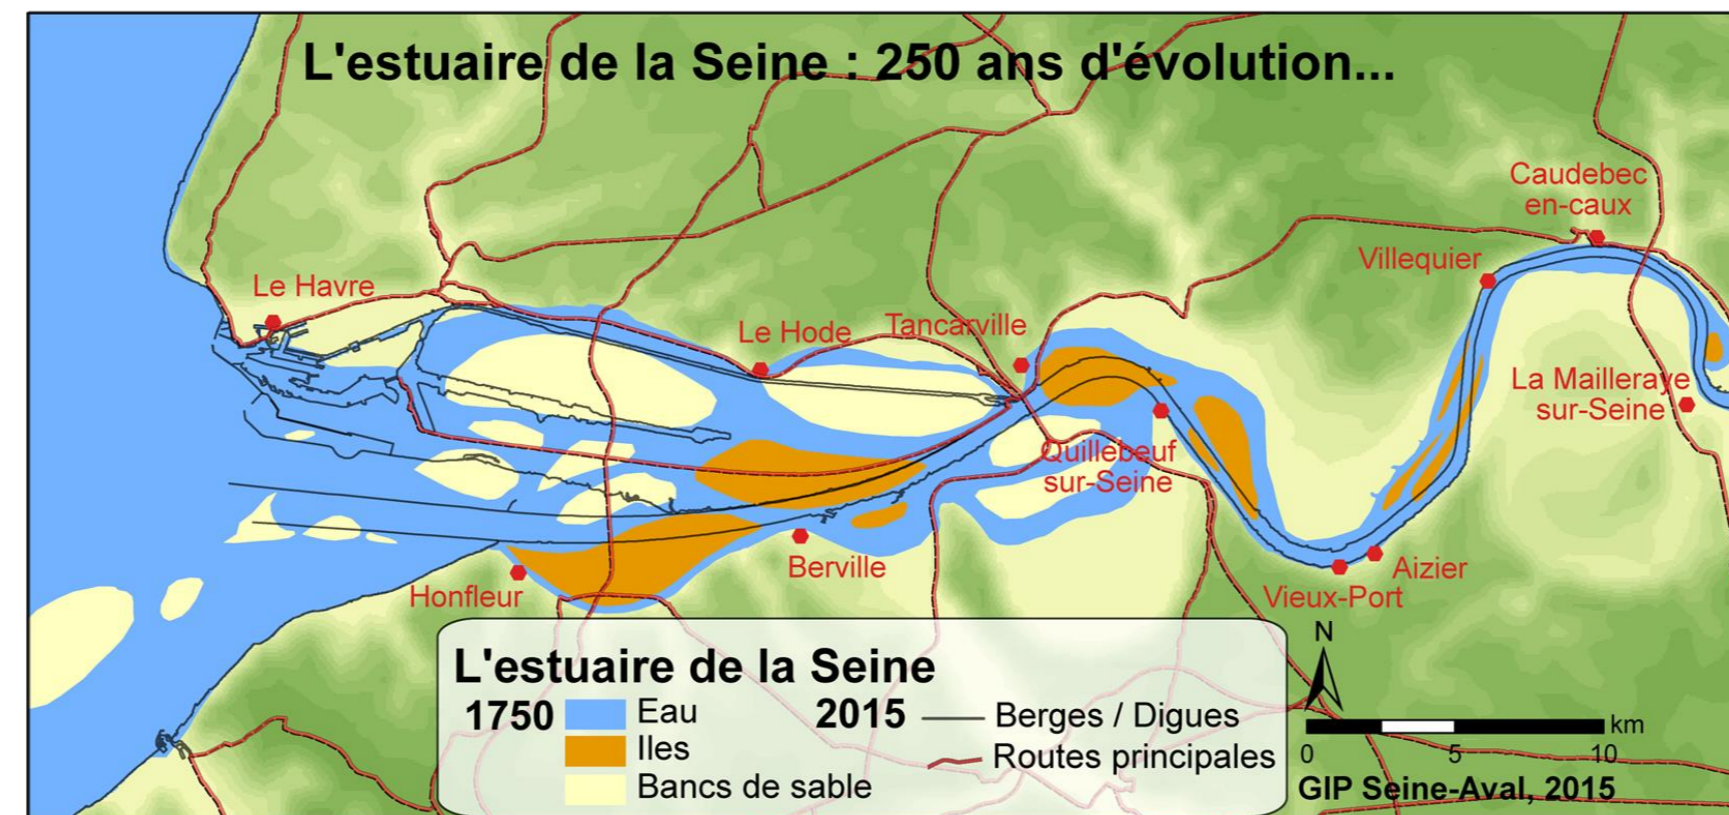 L'estuaire de la Seine : 250 ans d'évolution...
Caudebec
en-caux
Villequier
Le Havre
Le Hode
Tancarville
La Mailleraye
sur-Seine
Quillebeuf
sur-Seine
Berville
Aizier
Honfleur
Vieux-Port
N
L'estuaire de la Seine
1750
Eau
2015
Berges / Digues
Iles
Routes principales
Bancs de sable
km
0 5 10
GIP Seine-Aval, 2015